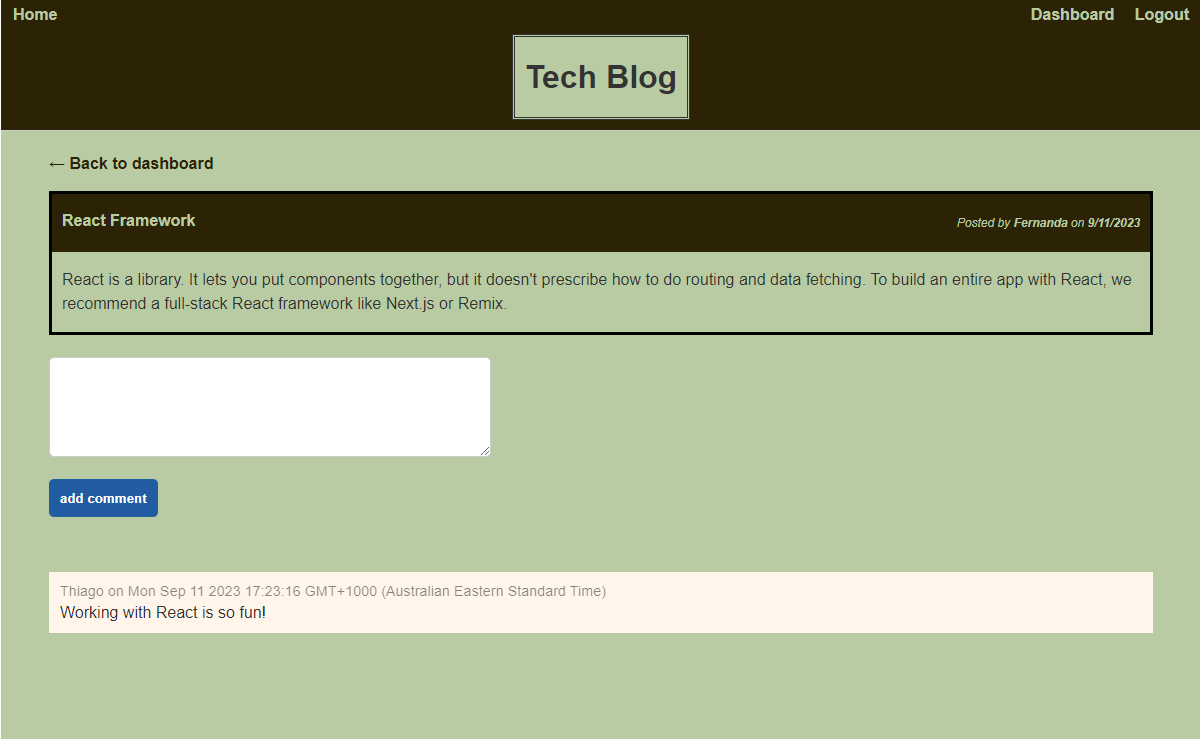 Home
Dashboard
Logout
Tech Blog
← Back to dashboard
React Framework
Posted by Fernanda on 9/11/2023
React is a library. It lets you put components together, but it doesn't prescribe how to do routing and data fetching. To build an entire app with React, we
recommend a full-stack React framework like Next.js or Remix.
add comment
Thiago on Mon Sep 11 2023 17:23:16 GMT+1000 (Australian Eastern Standard Time)
Working with React is so fun!